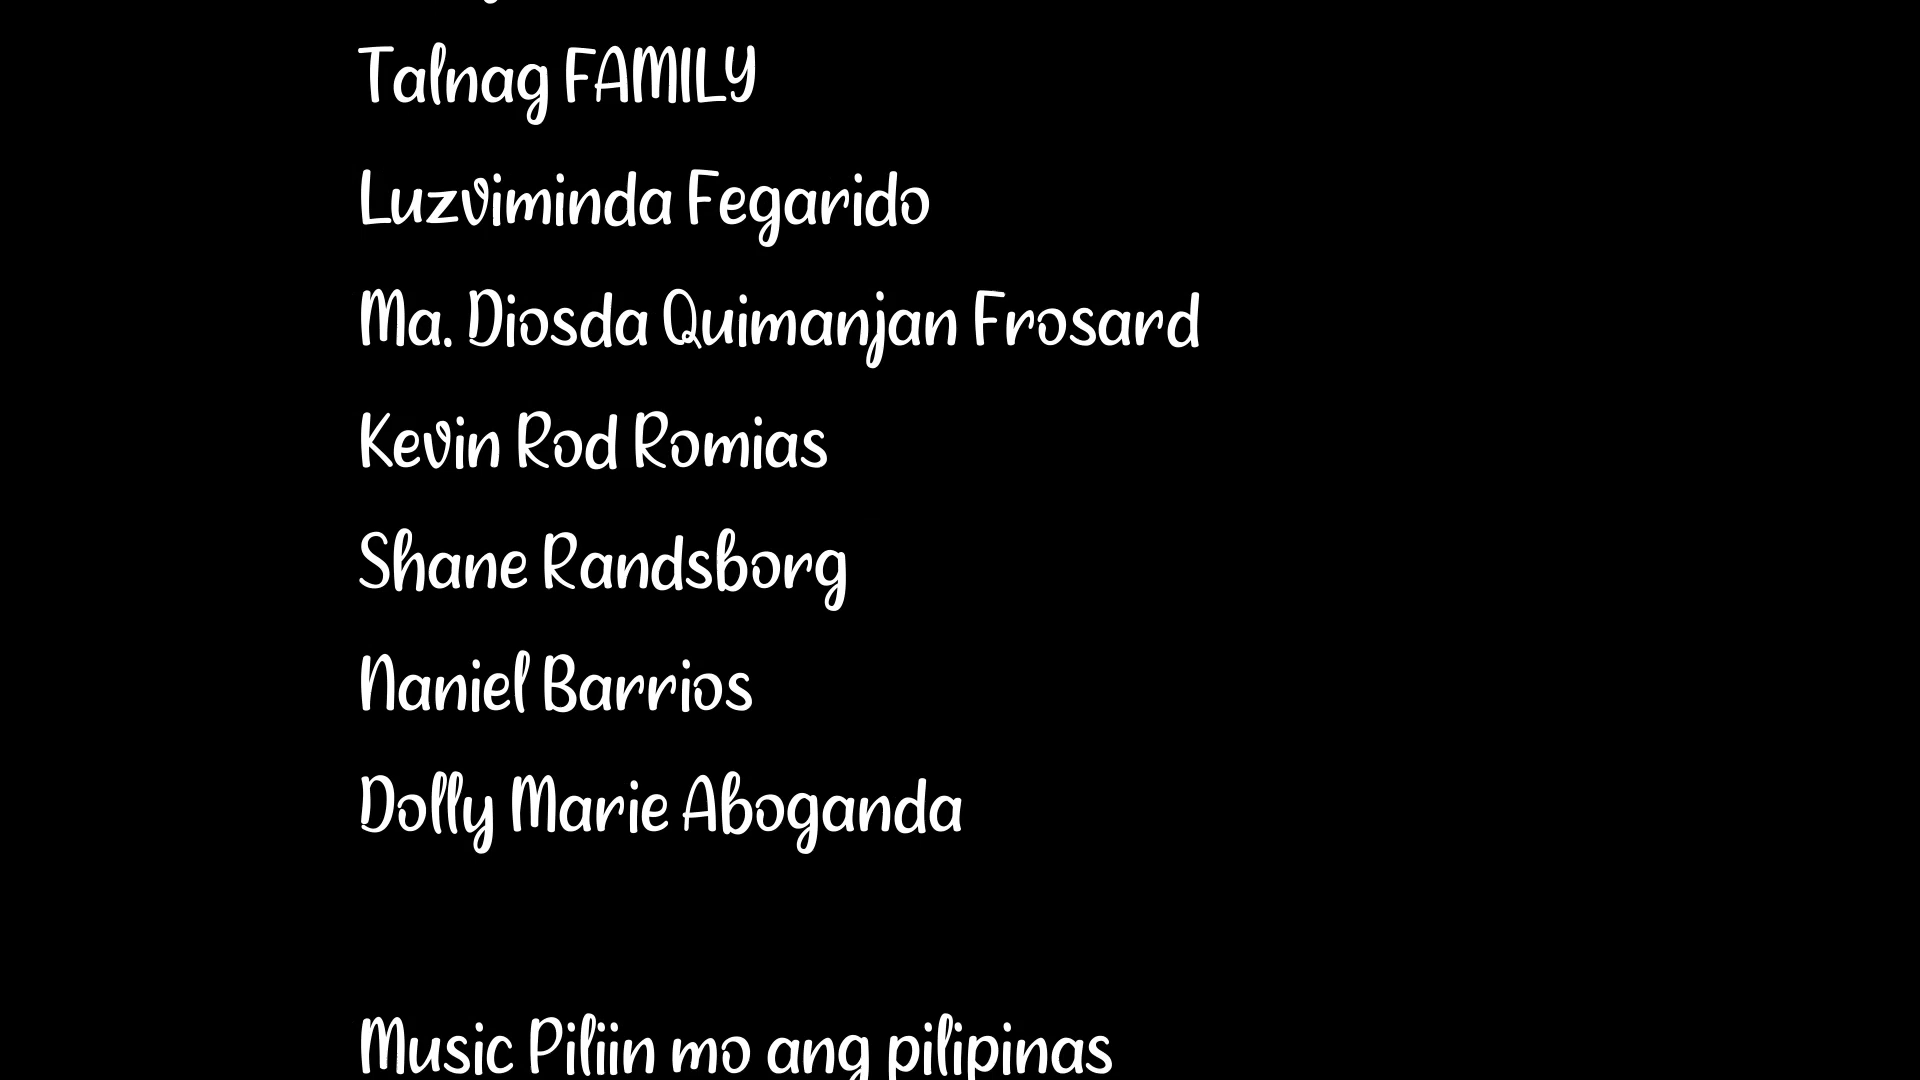 Talnag FAMILY
Luzviminda Fegarido
Ma. Diosda Quimanjan Frosard
Kevin Rod Romias
Shane Randsborg
Naniel Barrios
Dolly Marie Aboganda
Music Piliin mo ang pilipinas